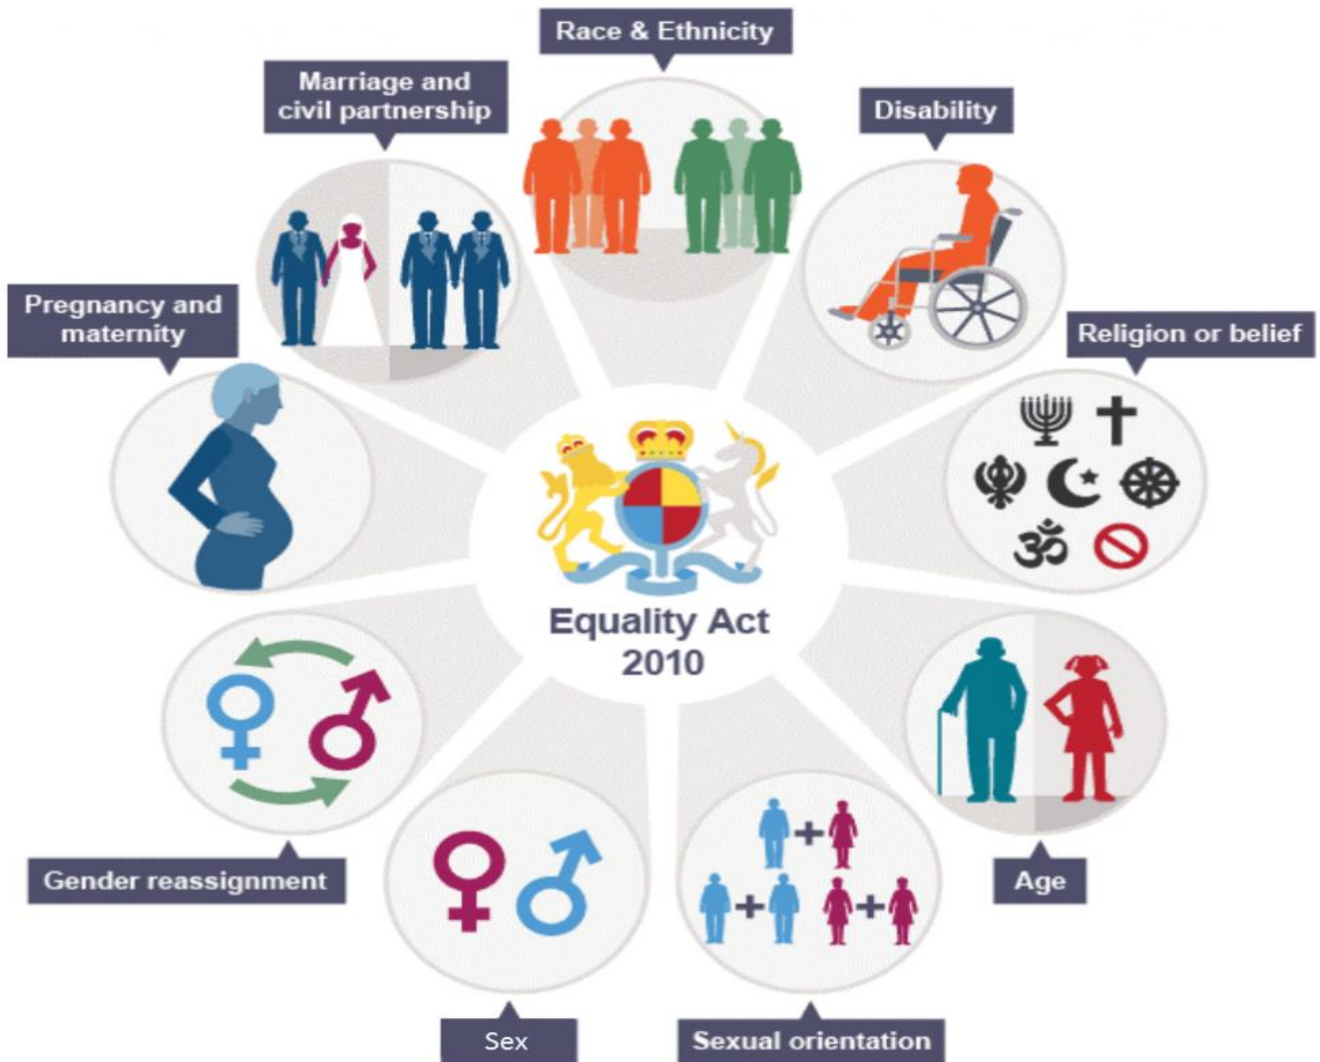 Race & Ethnicity
Marriage and
civil partnership
Disability
Pregnancy and
maternity
Religion or belief
Equality Act
2010
Gender reassignment
Age
Sex
Sexual orientation